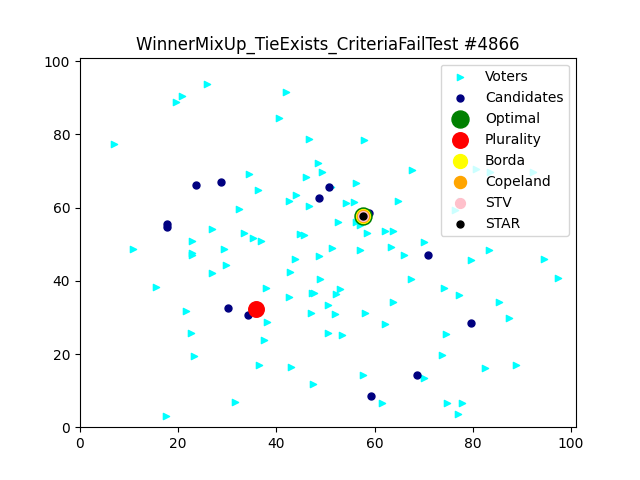 WinnerMixUp_TieExists_CriteriaFailTest #4866
100
80
60
40
20
0
0
20
40
60
80
100
Voters
Candidates
Optimal
Plurality
Borda
Copeland
STV
STAR